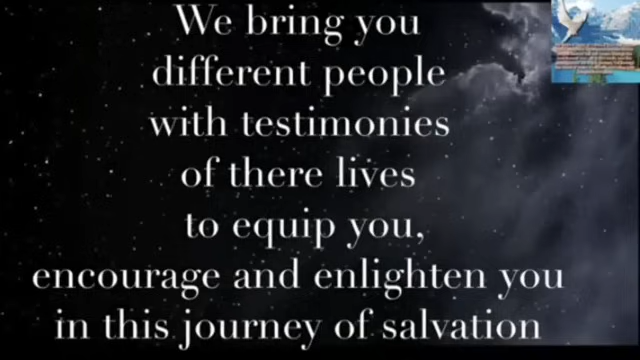 We bring you
different people
with testimonies
of there lives
to equip you,
encourage and enlighten you
in this journey of salvation